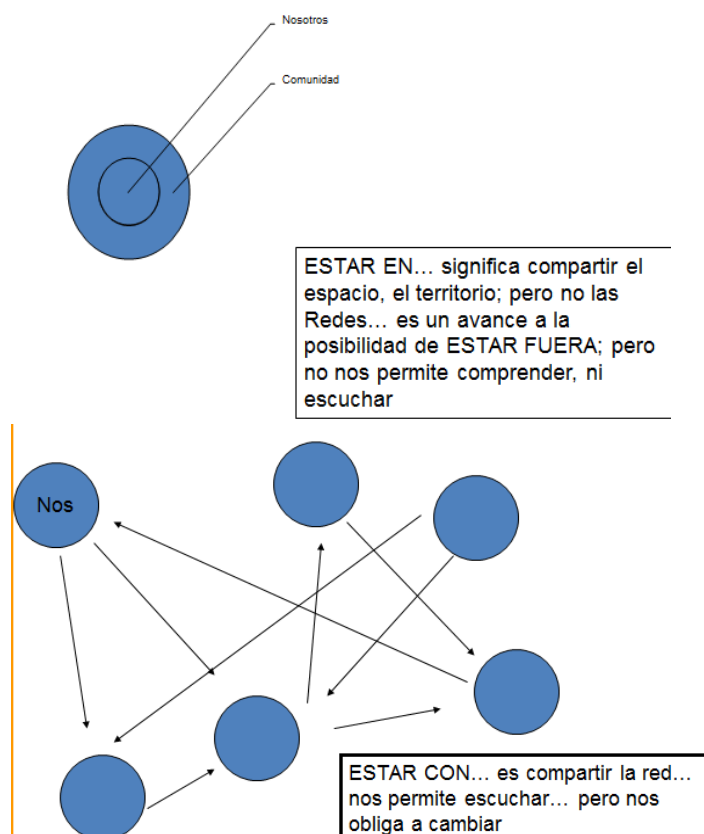 Nosotros
Comunidad
ESTAR EN... significa compartir el
espacio, el territorio; pero no las
Redes... es un avance a la
posibilidad de ESTAR FUERA; pero
no nos permite comprender, ni
escuchar
Nos
ESTAR CON... es compartir la red...
nos permite escuchar... pero nos
obliga a cambiar